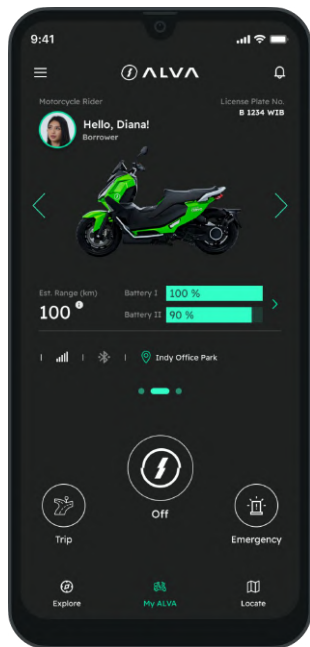 9:41
ALVA
Motorcycle Rider
License Plate No.
Hello, Diana!
B 1234 WIB
Borrower
Est. Range (km)
100
Battery I 100 %
Battery II 90 %
Indy Office Park
Off
Trip
Emergency
Explore
My ALVA
Locate